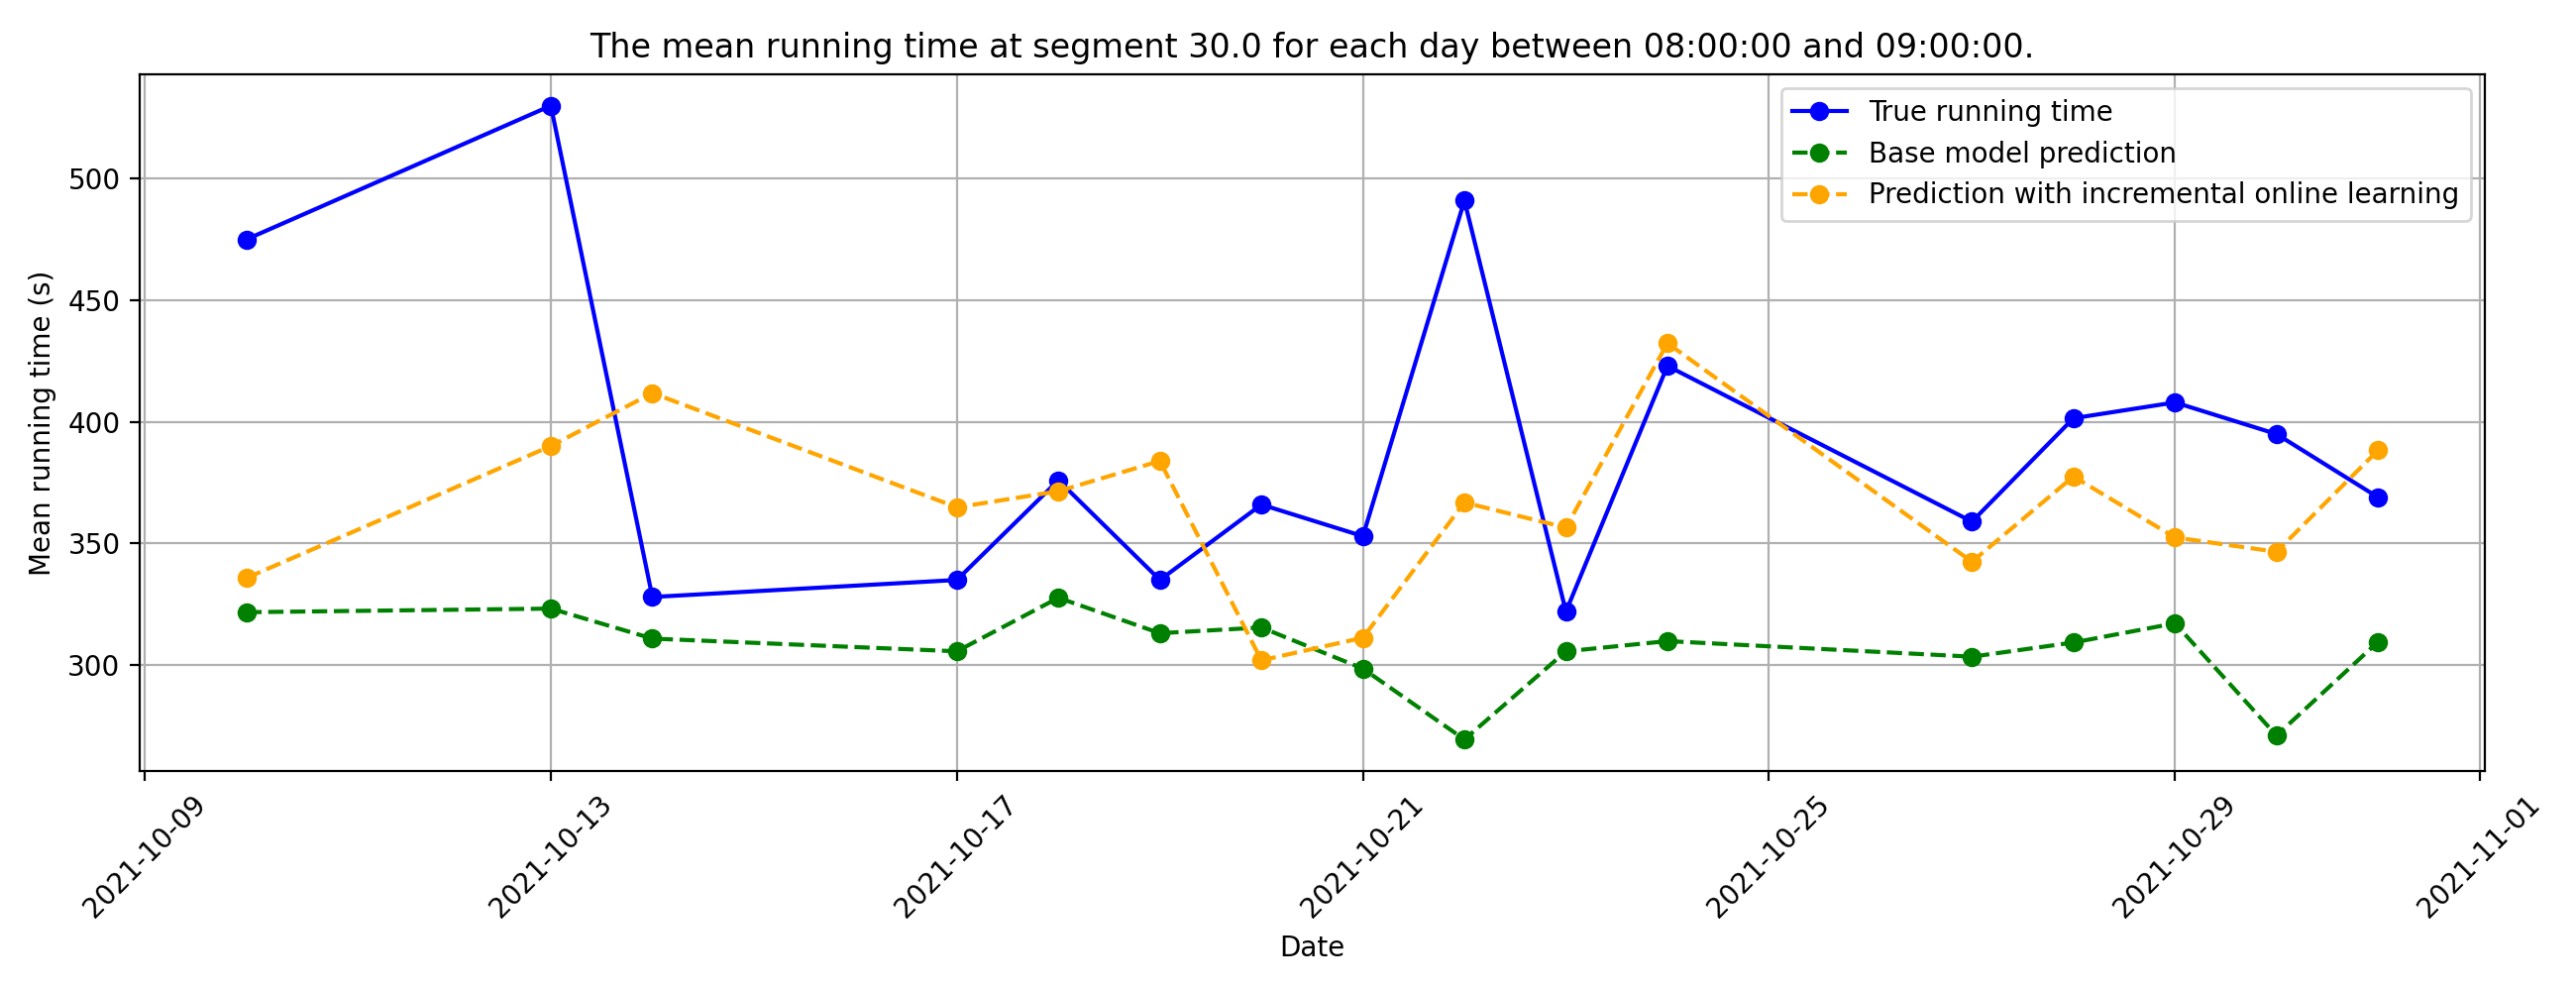 The mean running time at segment 30.0 for each day between 08:00:00 and 09:00:00.
True running time
Base model prediction
Prediction with incremental online learning
Mean running time (s)
500
450
400
350
300
2021-10-09
2021-10-13
2021-10-17
2021-10-21
2021-10-25
2021-10-29
2021-11-01
Date